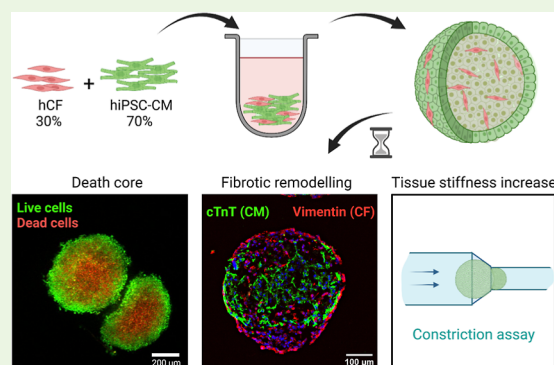 hCF
30%
+
hiPSC-CM
70%
Death core
Fibrotic remodelling
Tissue stiffness increase
Live cells
Dead cells
200 µm
cTnT (CM)
Vimentin (CF)
100 µm
Constriction assay